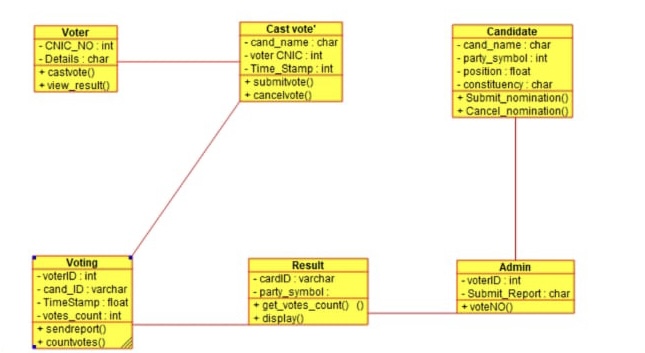 Voter
- CNIC_NO : int
- Details : char
+ castvote()
+ view_result()
Cast vote'
- cand_name : char
- voter CNIC : int
- Time_Stamp : int
+ submitvote()
+ cancelvote()
Candidate
- cand_name : char
- party_symbol : int
- position : float
- constituency : char
+ Submit_nomination()
+ Cancel_nomination()
Voting
- voterID : int
- cand_ID : varchar
- TimeStamp : float
- votes_count : int
+ sendreport()
+ countvotes()
Result
- cardID : varchar
- party_symbol :
+ get_votes_count() ()
+ display()
Admin
- voterID : int
- Submit_Report : char
+ voteNO()